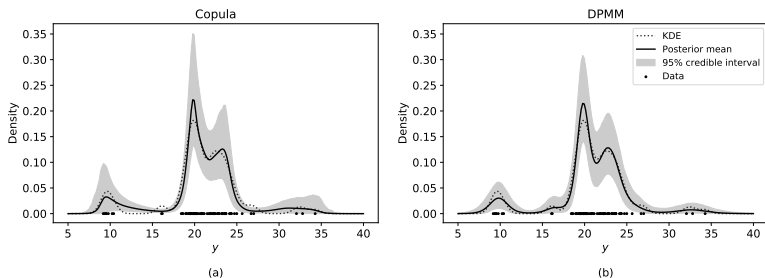 Copula
DPMM
Density
0.35
0.30
0.25
0.20
0.15
0.10
0.05
0.00
5 10 15 20 25 30 35 40
y
(a)
Density
0.35
0.30
0.25
0.20
0.15
0.10
0.05
0.00
5 10 15 20 25 30 35 40
y
KDE
Posterior mean
95% credible interval
Data
(b)